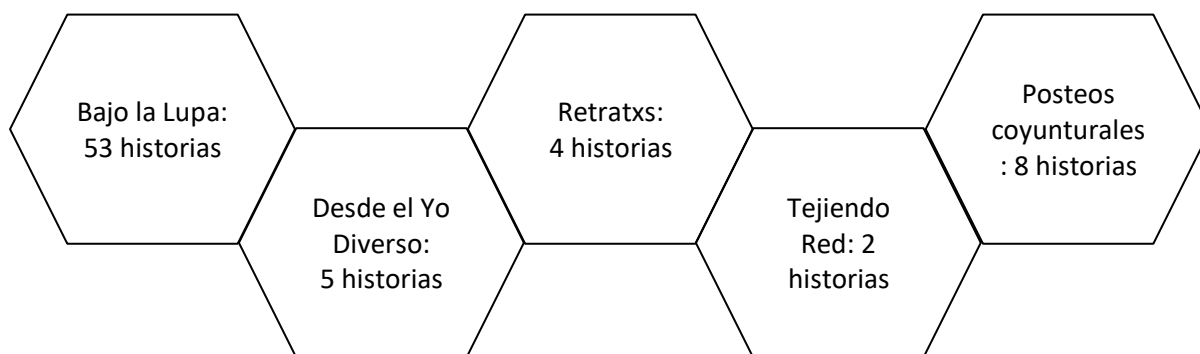 Bajo la Lupa:
53 historias
Desde el Yo
Diverso:
5 historias
Retratxs:
4 historias
Tejiendo
Red: 2
historias
Posteos
coyunturales
: 8 historias